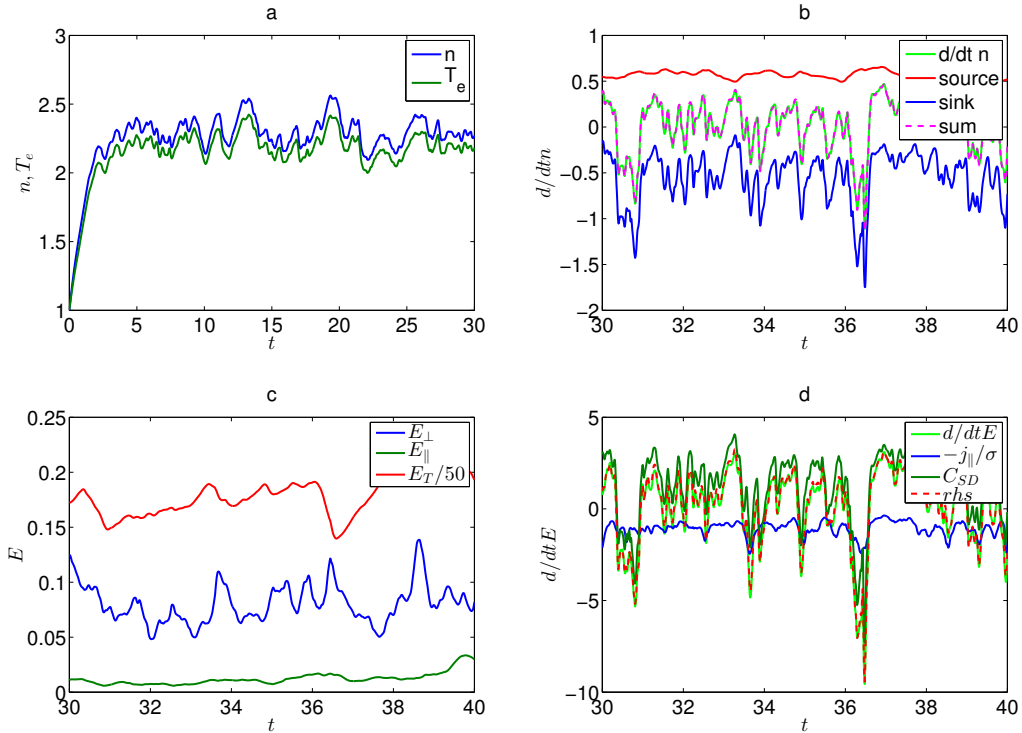 a
3
2.5
2
1.5
1
n, T_e
0 5 10 15 20 25 30
t
n
T_e
b
1
0.5
0
−0.5
−1
−1.5
−2
d/dtn
30 32 34 36 38 40
t
d/dt n
source
sink
sum
c
0.25
0.2
0.15
0.1
0.05
0
E
30 32 34 36 38 40
t
E_⊥
E_∥
E_T/50
d
5
0
−5
−10
d/dtE
30 32 34 36 38 40
t
d/dtE
−j_∥/σ
C_SD
rhs